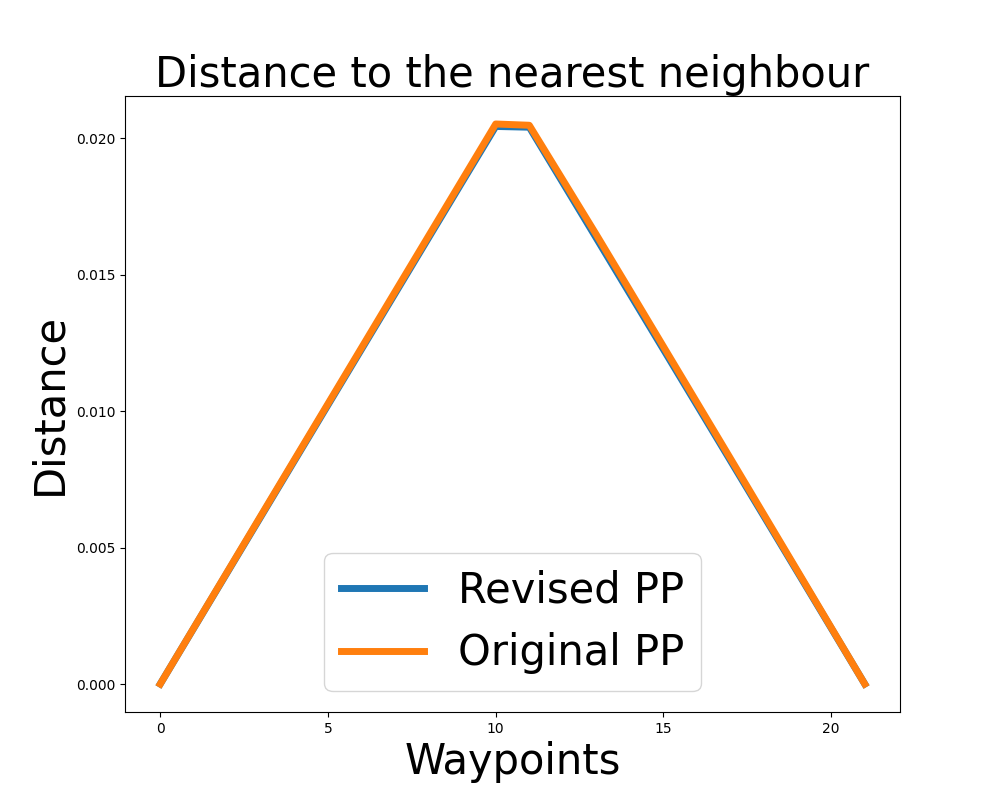 Distance to the nearest neighbour
0.020
0.015
0.010
0.005
0.000
Distance
Revised PP
Original PP
0 5 10 15 20
Waypoints